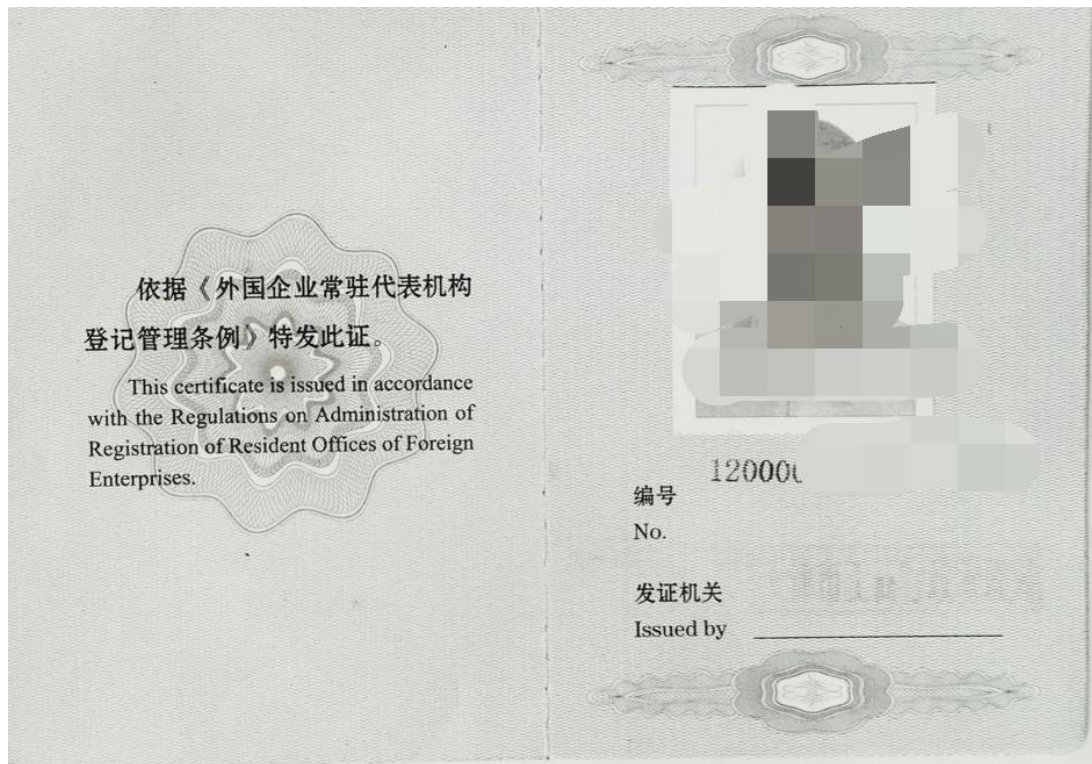 依据《外国企业常驻代表机构
登记管理条例》特发此证。
This certificate is issued in accordance
with the Regulations on Administration of
Registration of Resident Offices of Foreign
Enterprises.
12000
编号
No.
发证机关
Issued by